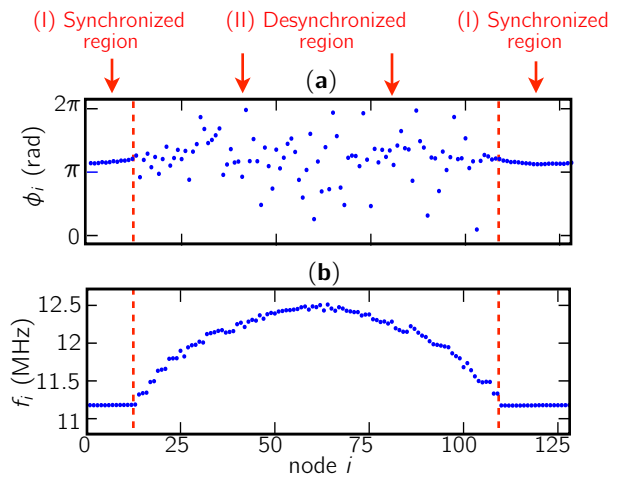 (I) Synchronized region
(II) Desynchronized region
(I) Synchronized region
(a)
2π
π
0
ϕi (rad)
(b)
12.5
12
11.5
11
fi (MHz)
0 25 50 75 100 125
node i